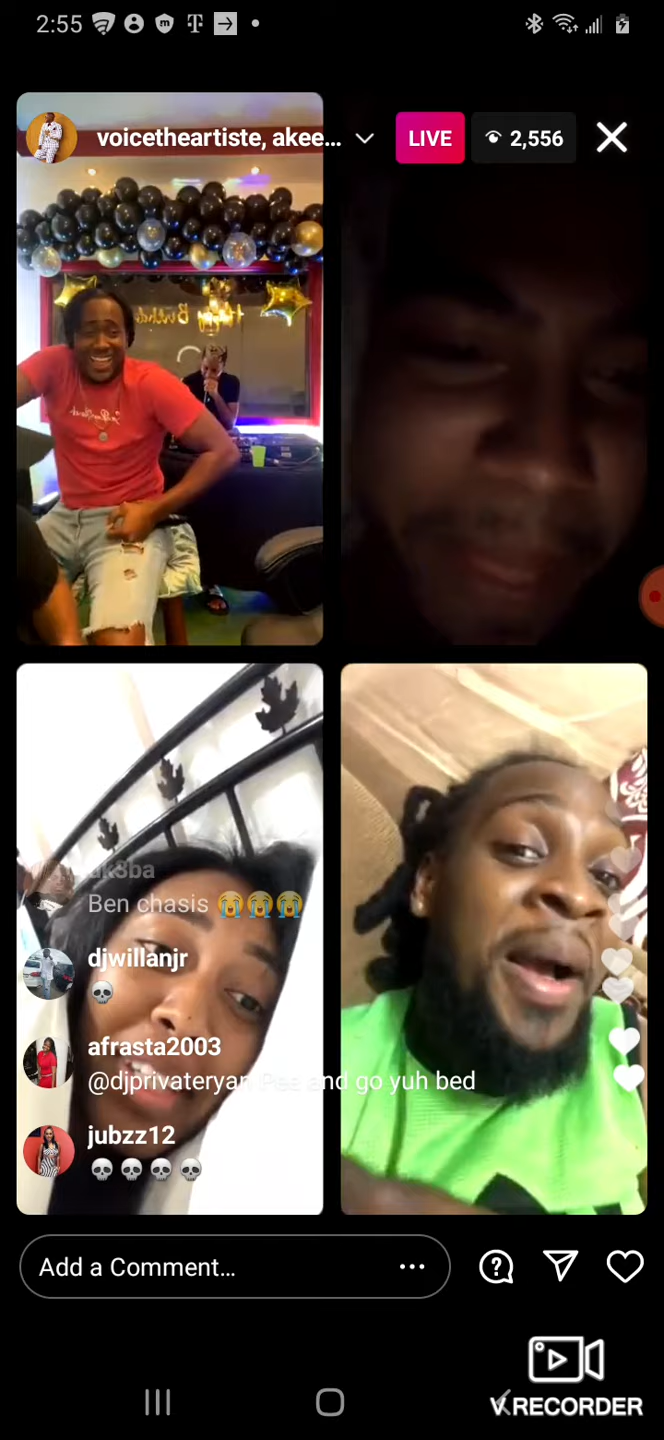 2:55
voicetheartiste, akee...
LIVE
2,556
Ben chasis 😭😭😭
djwillanjr
💀
afrasta2003
@djprivateryan Pee and go yuh bed
jubzz12
💀💀💀💀
Add a Comment...
V.RECORDER